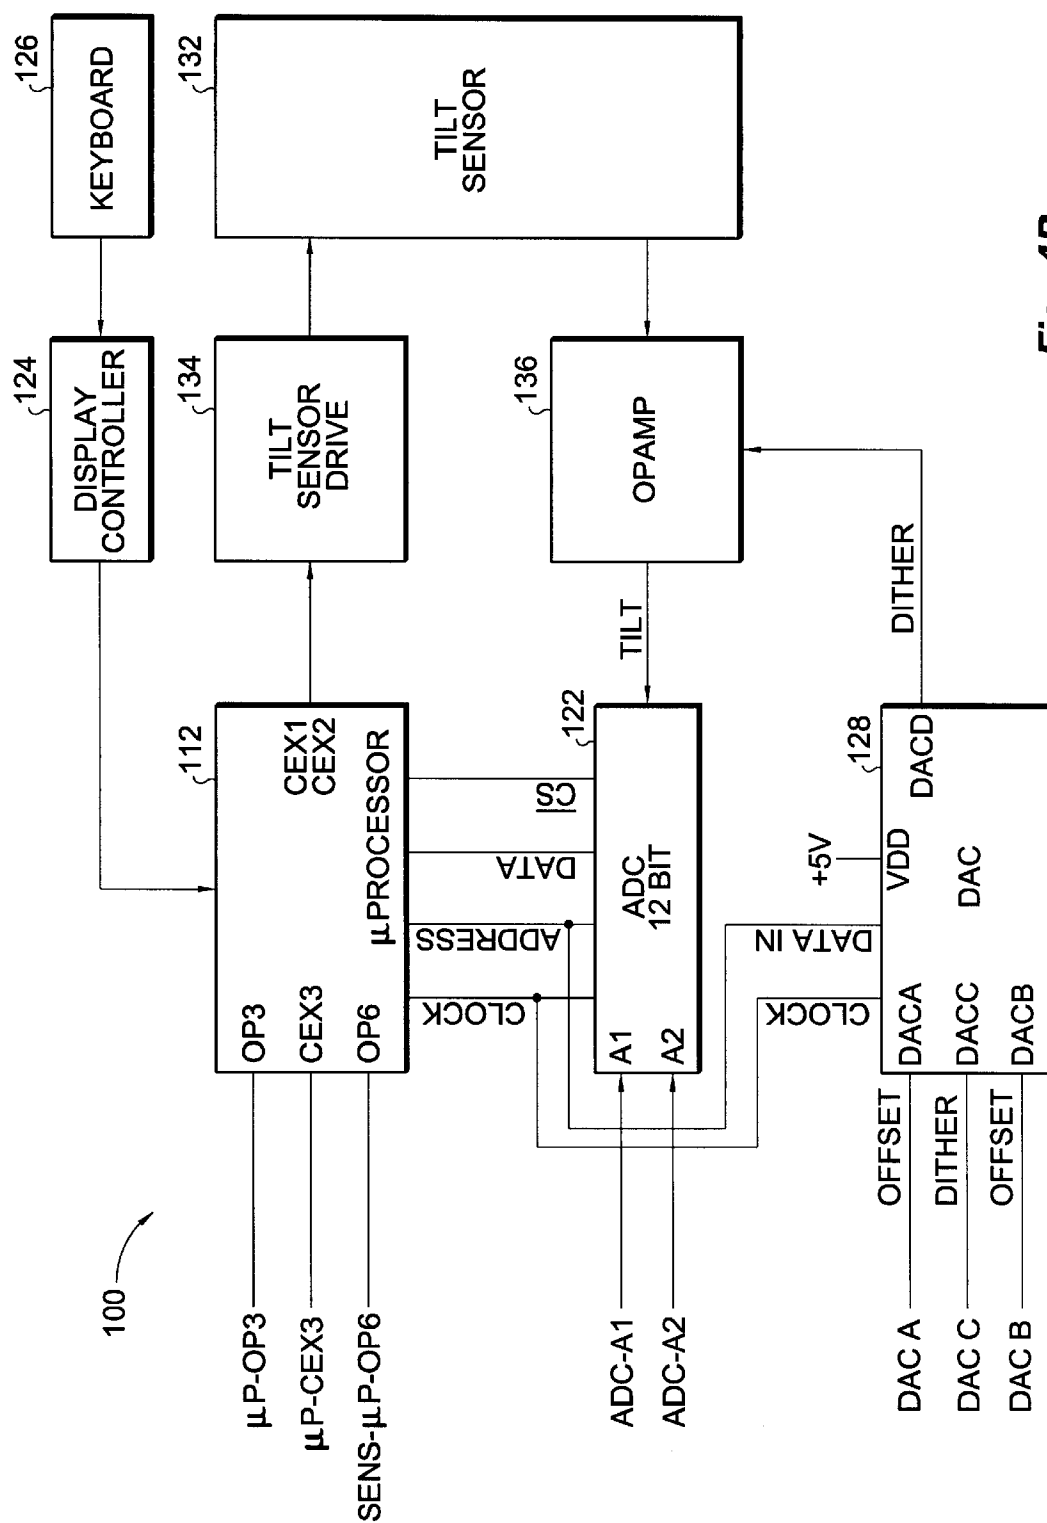 100
126
KEYBOARD
124
DISPLAY
CONTROLLER
132
TILT
SENSOR
134
TILT
SENSOR
DRIVE
112
µP-OP3
OP3
µP-CEX3
CEX3
SENS-µP-OP6
OP6
CEX1
CEX2
µPROCESSOR
CLOCK
ADDRESS
DATA
CS
136
OPAMP
TILT
122
ADC-A1
A1
ADC-A2
A2
ADC
12 BIT
DITHER
CLOCK
DATA IN
+5V
128
DAC A
OFFSET
DACA
VDD
DACD
DAC C
DITHER
DACC
DAC
DAC B
OFFSET
DACB